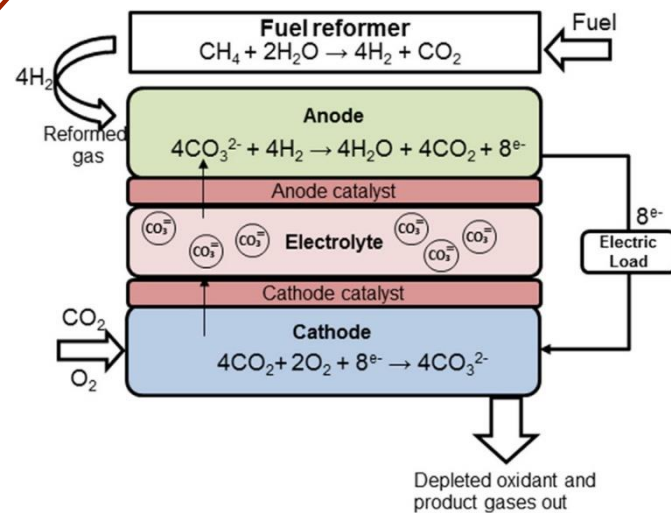 Fuel reformer
CH₄ + 2H₂O → 4H₂ + CO₂
Fuel
4H₂
Reformed
gas
Anode
4CO₃²⁻ + 4H₂ → 4H₂O + 4CO₂ + 8ᵉ⁻
Anode catalyst
8ᵉ⁻
CO₃⁼
CO₃⁼
CO₃⁼
Electrolyte
CO₃⁼
CO₃⁼
CO₃⁼
Electric
Load
Cathode catalyst
CO₂
O₂
Cathode
4CO₂+ 2O₂ + 8ᵉ⁻ → 4CO₃²⁻
Depleted oxidant and
product gases out